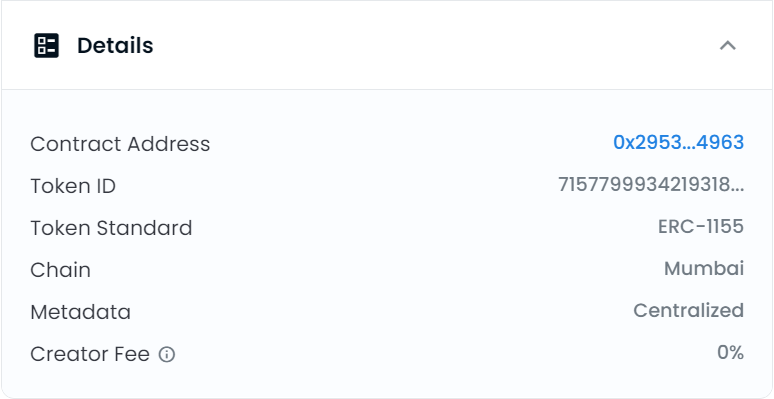 Details
Contract Address 0x2953...4963
Token ID 7157799934219318...
Token Standard ERC-1155
Chain Mumbai
Metadata Centralized
Creator Fee 0%